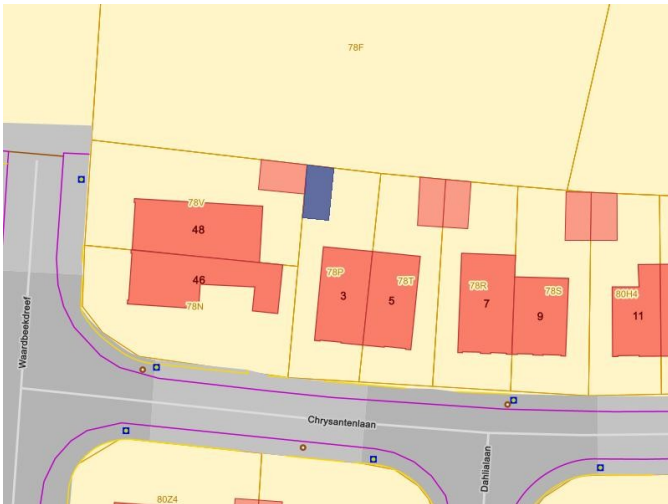 78F
78V
48
46
78N
78P
3
78T
5
78R
7
78S
9
80H4
11
Waardbeekdreef
Chrysantenlaan
Dahlialaan
80Z4